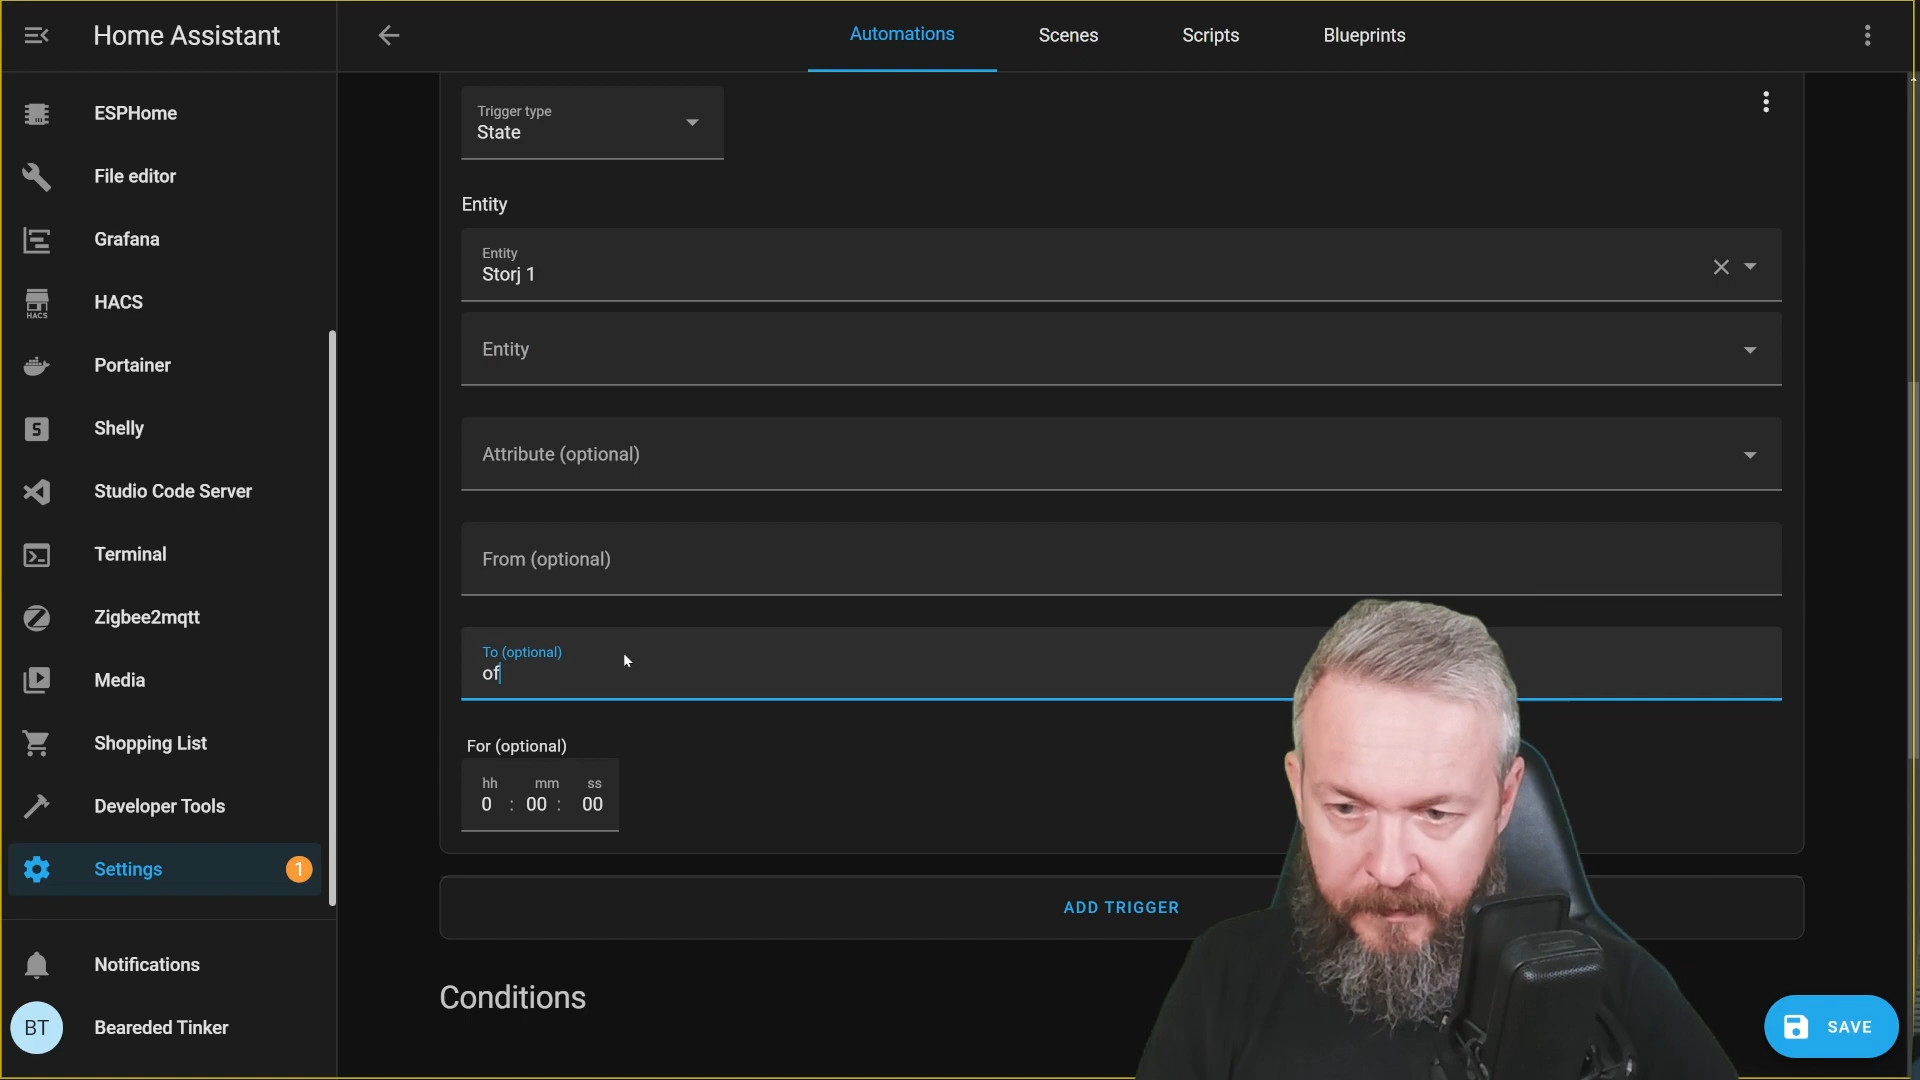 Home Assistant
Automations
Scenes
Scripts
Blueprints
ESPHome
File editor
Grafana
HACS
HACS
Portainer
S
Shelly
Studio Code Server
Terminal
Zigbee2mqtt
Media
Shopping List
Developer Tools
Settings
1
Notifications
BT
Beareded Tinker
Trigger type
State
Entity
Entity
Storj 1
Entity
Attribute (optional)
From (optional)
To (optional)
of
For (optional)
hh mm ss
0 : 00 : 00
ADD TRIGGER
Conditions
SAVE